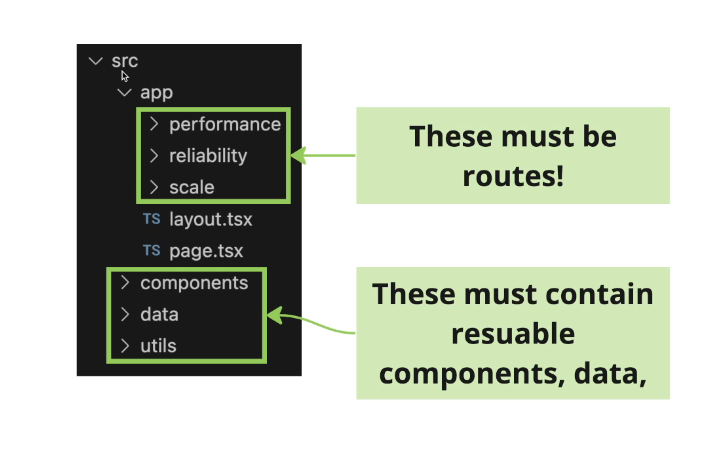 src
app
performance
reliability
scale
TS layout.tsx
TS page.tsx
components
data
utils
These must be
routes!
These must contain
resuable
components, data,